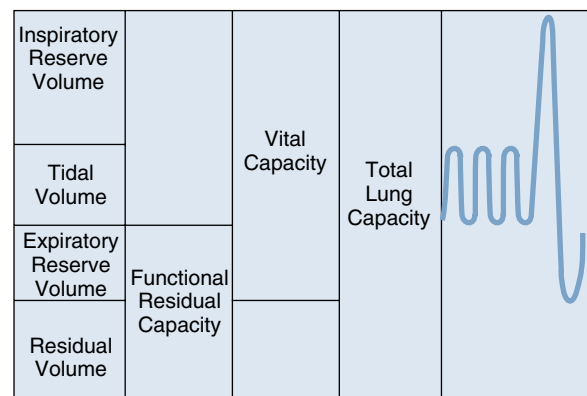 Inspiratory
Reserve
Volume
Tidal
Volume
Expiratory
Reserve
Volume
Residual
Volume
Functional
Residual
Capacity
Vital
Capacity
Total
Lung
Capacity